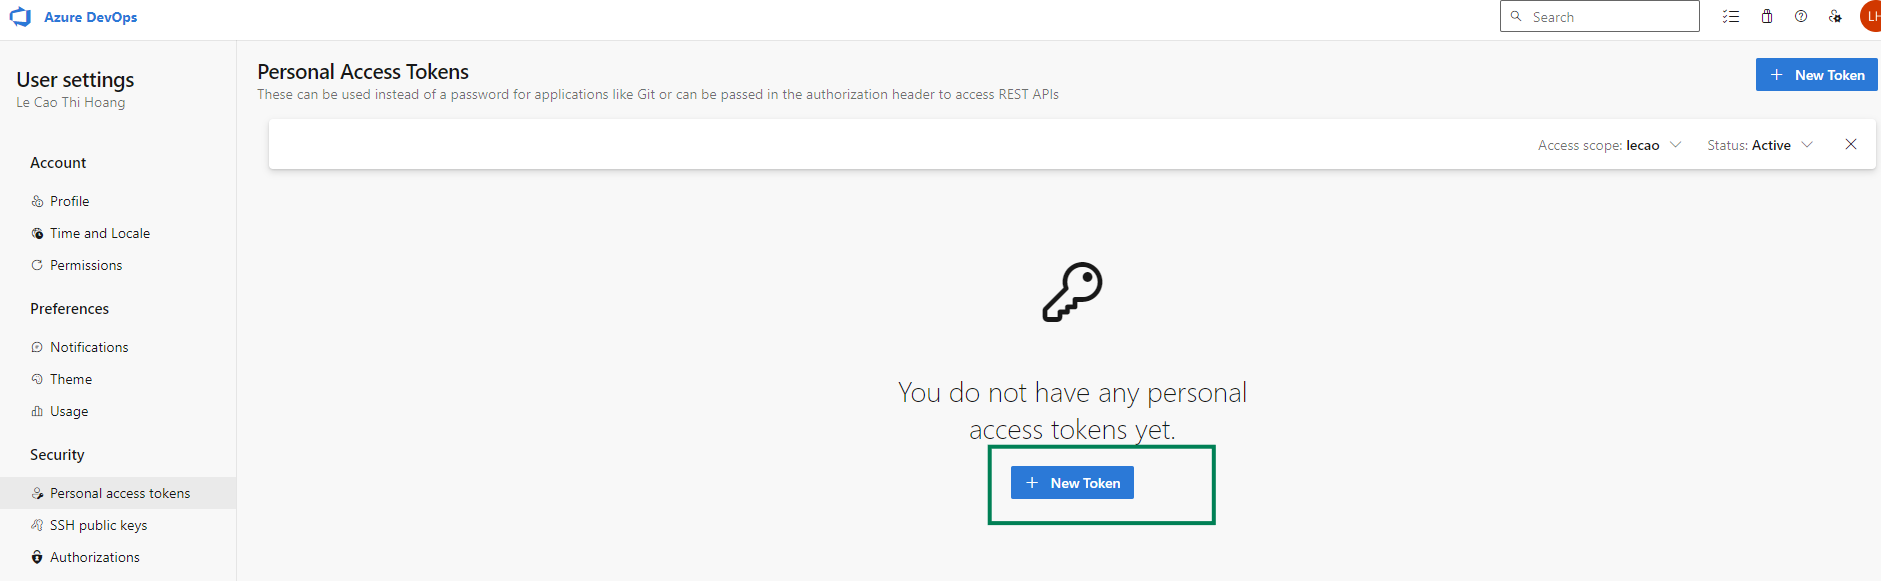 Azure DevOps
Search
LH
User settings
Le Cao Thi Hoang
Account
Profile
Time and Locale
Permissions
Preferences
Notifications
Theme
Usage
Security
Personal access tokens
SSH public keys
Authorizations
Personal Access Tokens
These can be used instead of a password for applications like Git or can be passed in the authorization header to access REST APIs
New Token
Access scope: lecao
Status: Active
You do not have any personal
access tokens yet.
New Token